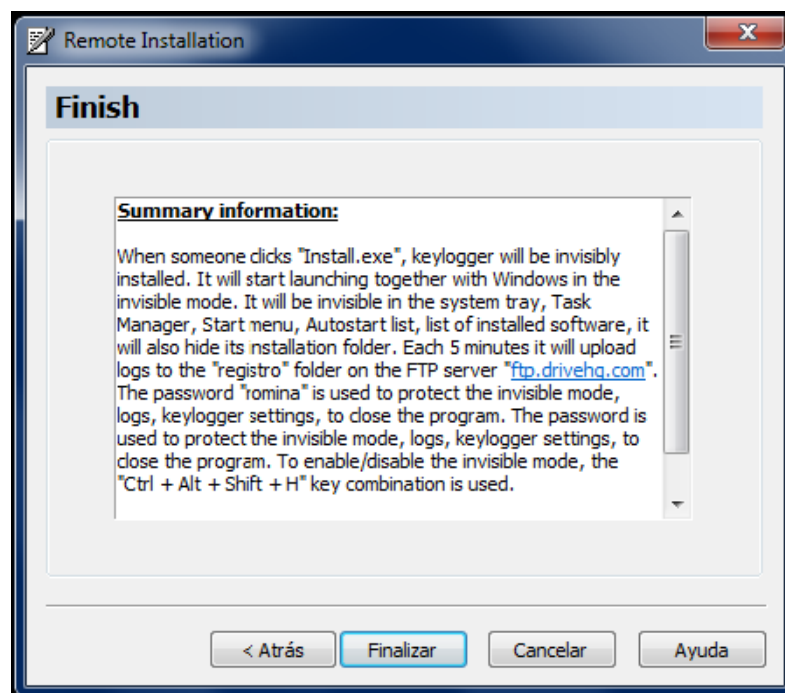 Remote Installation
Finish
Summary information:
When someone clicks "Install.exe", keylogger will be invisibly
installed. It will start launching together with Windows in the
invisible mode. It will be invisible in the system tray, Task
Manager, Start menu, Autostart list, list of installed software, it
will also hide its installation folder. Each 5 minutes it will upload
logs to the "registro" folder on the FTP server "ftp.drivehq.com".
The password "romina" is used to protect the invisible mode,
logs, keylogger settings, to close the program. The password is
used to protect the invisible mode, logs, keylogger settings, to
close the program. To enable/disable the invisible mode, the
"Ctrl + Alt + Shift + H" key combination is used.
< Atrás Finalizar Cancelar Ayuda